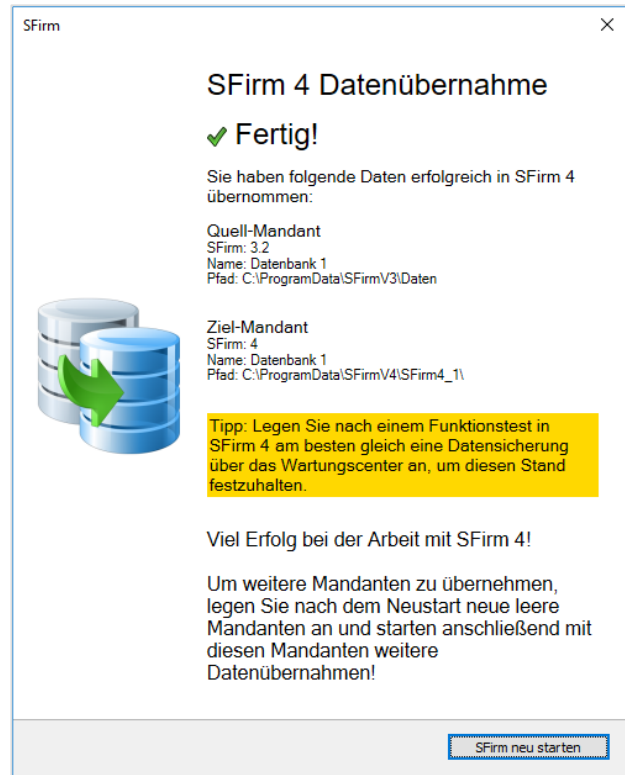 SFirm
SFirm 4 Datenübernahme
Fertig!
Sie haben folgende Daten erfolgreich in SFirm 4
übernommen:
Quell-Mandant
SFirm: 3.2
Name: Datenbank 1
Pfad: C:\ProgramData\SFirmV3\Daten
Ziel-Mandant
SFirm: 4
Name: Datenbank 1
Pfad: C:\ProgramData\SFirmV4\SFirm4_1\
Tipp: Legen Sie nach einem Funktionstest in
SFirm 4 am besten gleich eine Datensicherung
über das Wartungscenter an, um diesen Stand
festzuhalten.
Viel Erfolg bei der Arbeit mit SFirm 4!
Um weitere Mandanten zu übernehmen,
legen Sie nach dem Neustart neue leere
Mandanten an und starten anschließend mit
diesen Mandanten weitere
Datenübernahmen!
SFirm neu starten